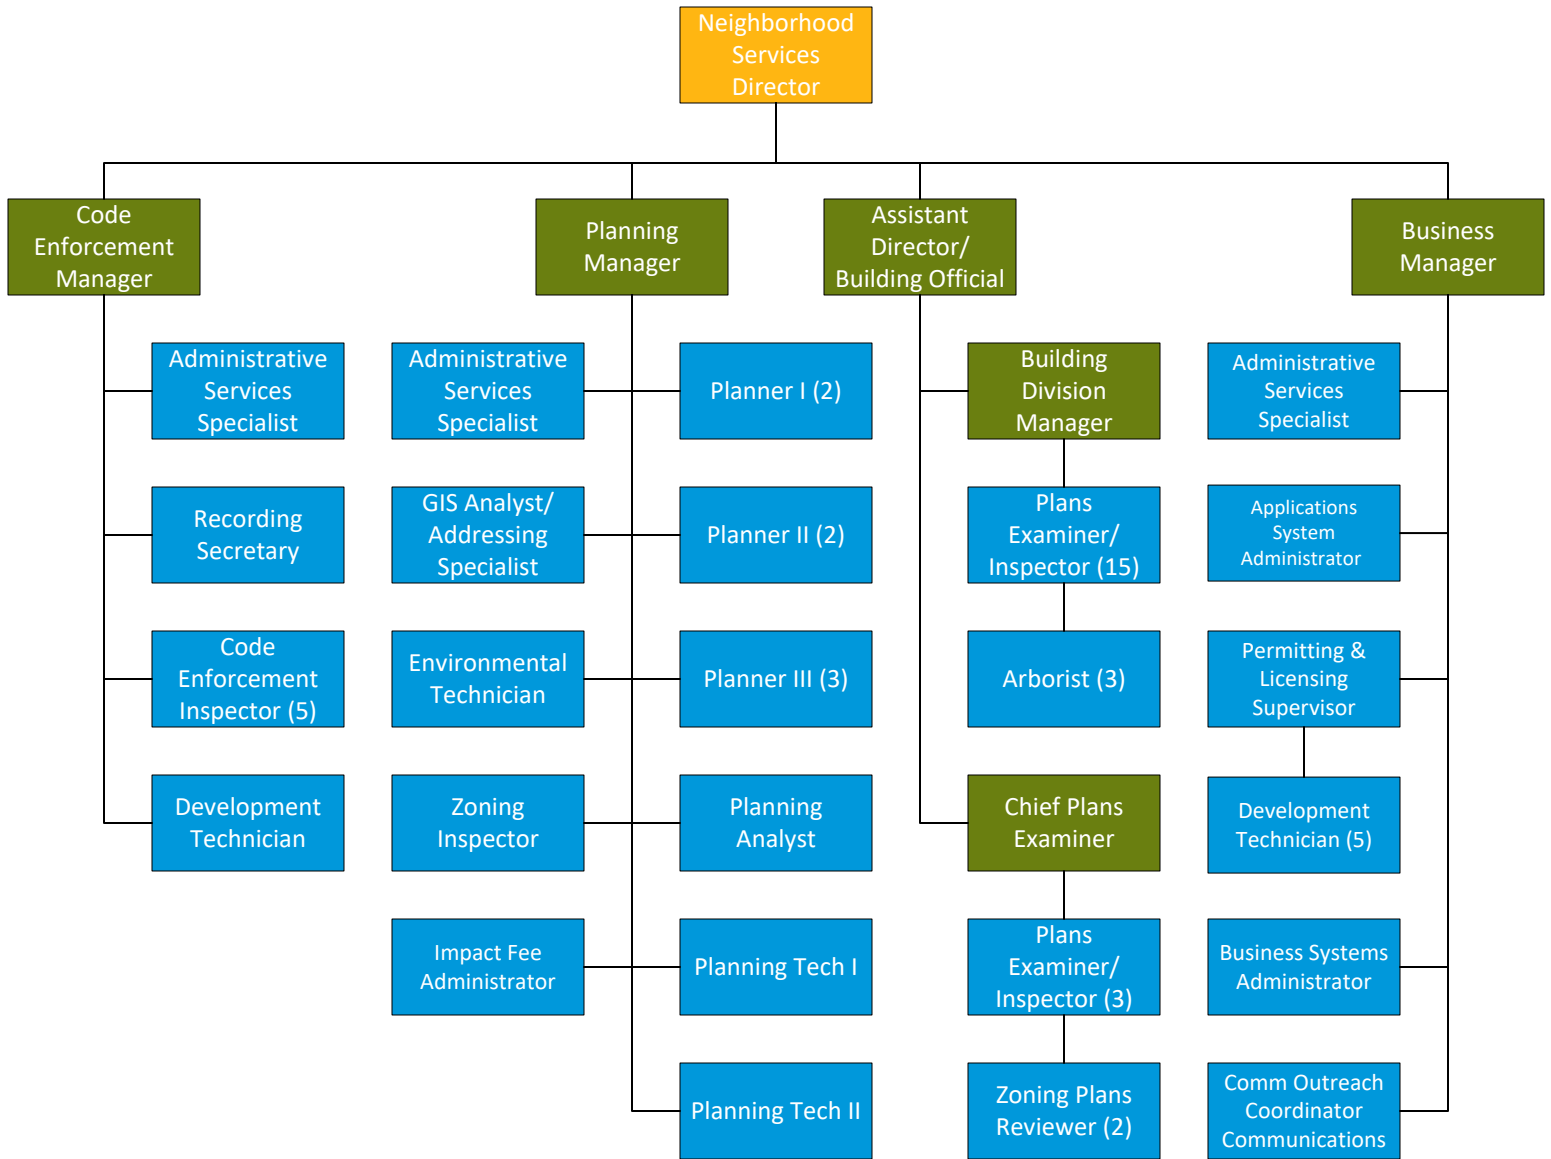 Neighborhood
Services
Director
Code
Enforcement
Manager
Planning
Manager
Assistant
Director/
Building Official
Business
Manager
Administrative
Services
Specialist
Administrative
Services
Specialist
Planner I (2)
Building
Division
Manager
Administrative
Services
Specialist
Recording
Secretary
GIS Analyst/
Addressing
Specialist
Planner II (2)
Plans
Examiner/
Inspector (15)
Applications
System
Administrator
Code
Enforcement
Inspector (5)
Environmental
Technician
Planner III (3)
Arborist (3)
Permitting &
Licensing
Supervisor
Development
Technician
Zoning
Inspector
Planning
Analyst
Chief Plans
Examiner
Development
Technician (5)
Impact Fee
Administrator
Planning Tech I
Plans
Examiner/
Inspector (3)
Business Systems
Administrator
Planning Tech II
Zoning Plans
Reviewer (2)
Comm Outreach
Coordinator
Communications